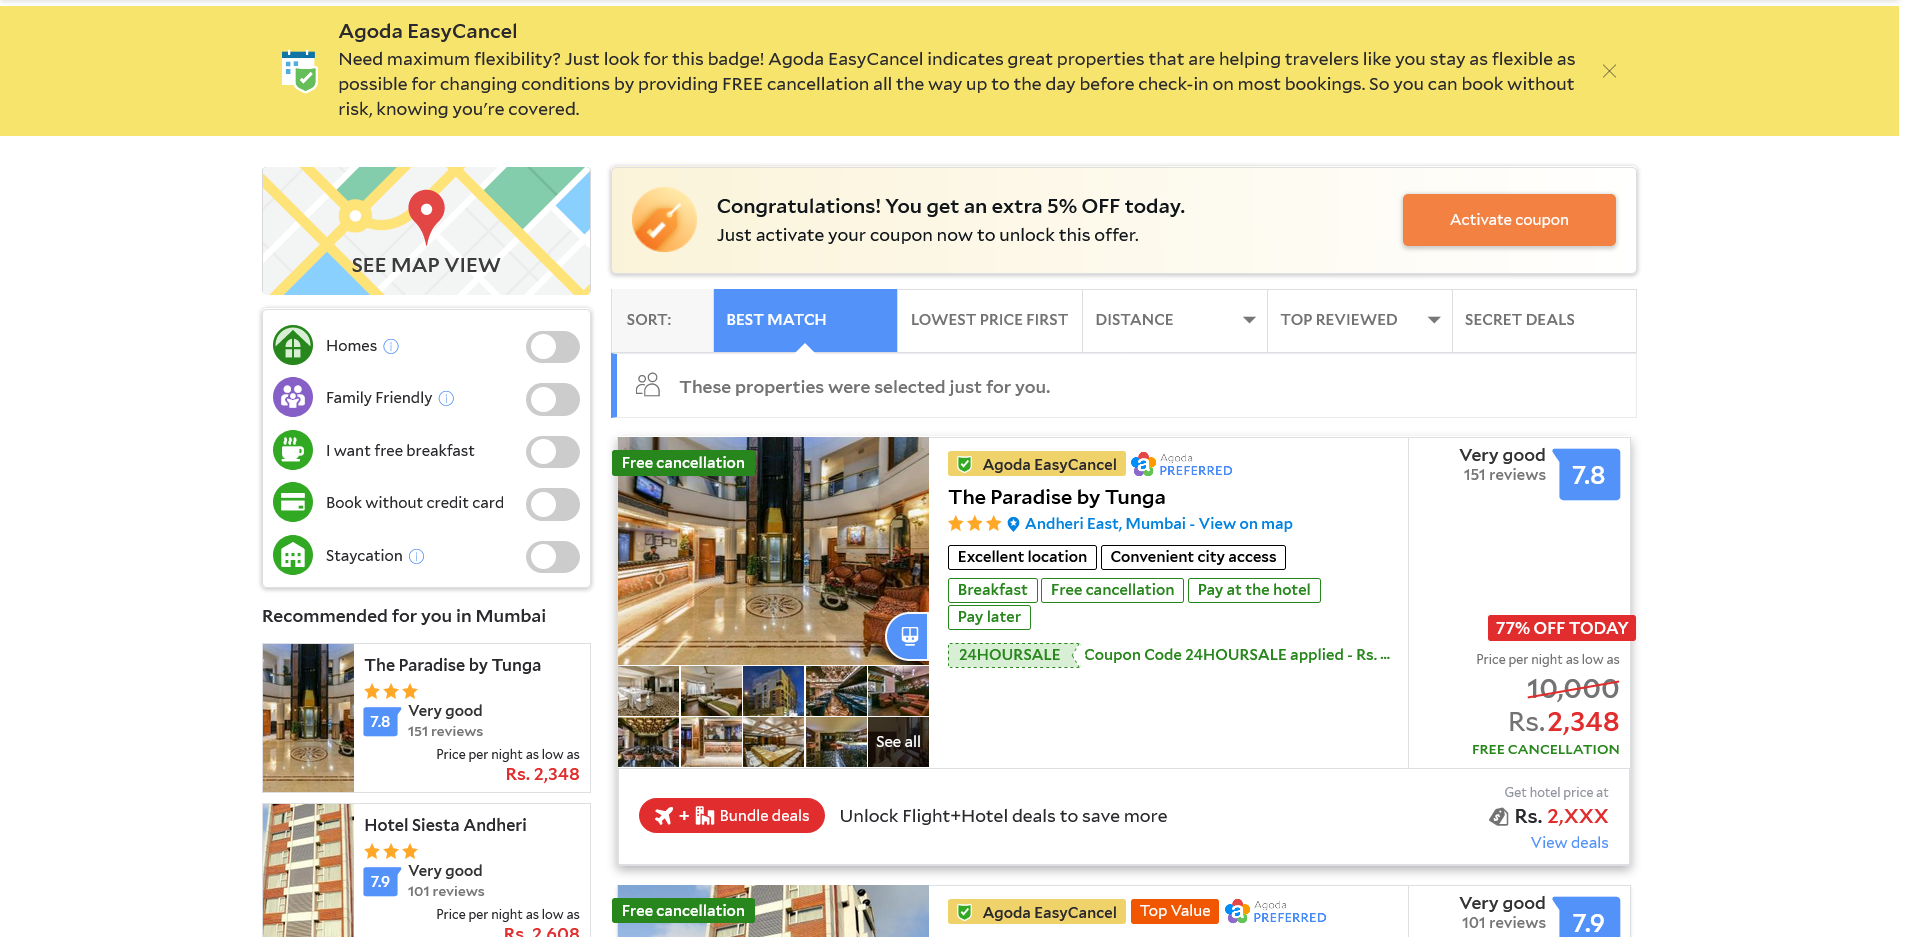 Agoda EasyCancel
Need maximum flexibility? Just look for this badge! Agoda EasyCancel indicates great properties that are helping travelers like you stay as flexible as
possible for changing conditions by providing FREE cancellation all the way up to the day before check-in on most bookings. So you can book without
risk, knowing you're covered.
SEE MAP VIEW
Homes
Family Friendly
I want free breakfast
Book without credit card
Staycation
Recommended for you in Mumbai
The Paradise by Tunga
7.8
Very good
151 reviews
Price per night as low as
Rs. 2,348
Hotel Siesta Andheri
7.9
Very good
101 reviews
Price per night as low as
Rs. 2,608
Congratulations! You get an extra 5% OFF today.
Just activate your coupon now to unlock this offer.
Activate coupon
SORT:
BEST MATCH
LOWEST PRICE FIRST
DISTANCE
TOP REVIEWED
SECRET DEALS
These properties were selected just for you.
Free cancellation
See all
Agoda EasyCancel
Agoda
PREFERRED
The Paradise by Tunga
Andheri East, Mumbai - View on map
Excellent location
Convenient city access
Breakfast
Free cancellation
Pay at the hotel
Pay later
24HOURSALE
Coupon Code 24HOURSALE applied - Rs. ...
Very good
151 reviews
7.8
77% OFF TODAY
Price per night as low as
10,000
Rs. 2,348
FREE CANCELLATION
+ Bundle deals
Unlock Flight+Hotel deals to save more
Get hotel price at
Rs. 2,XXX
View deals
Free cancellation
Agoda EasyCancel
Top Value
Agoda
PREFERRED
Very good
101 reviews
7.9